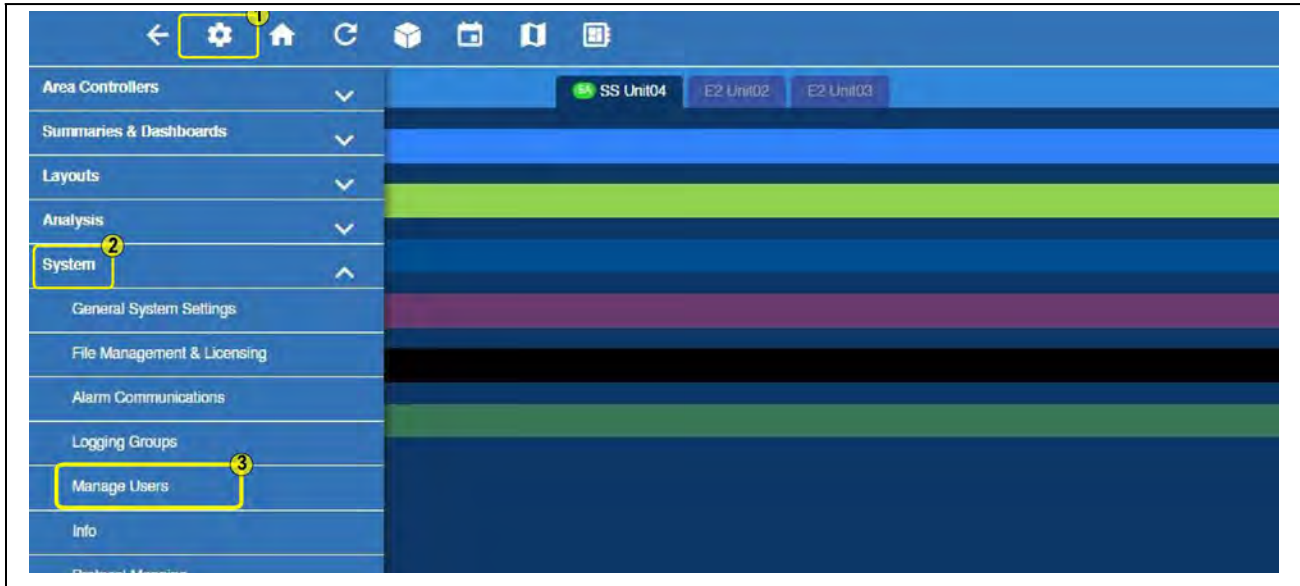 1
SA SS Unit04 E2 Unit02 E2 Unit03
Area Controllers
Summaries & Dashboards
Layouts
Analysis
2
System
General System Settings
File Management & Licensing
Alarm Communications
Logging Groups
3
Manage Users
Info